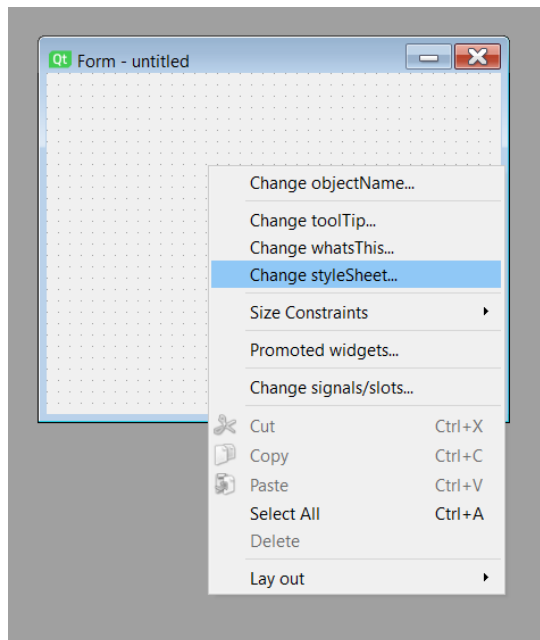 Qt Form - untitled
Change objectName...
Change toolTip...
Change whatsThis...
Change styleSheet...
Size Constraints
Promoted widgets...
Change signals/slots...
Cut Ctrl+X
Copy Ctrl+C
Paste Ctrl+V
Select All Ctrl+A
Delete
Lay out